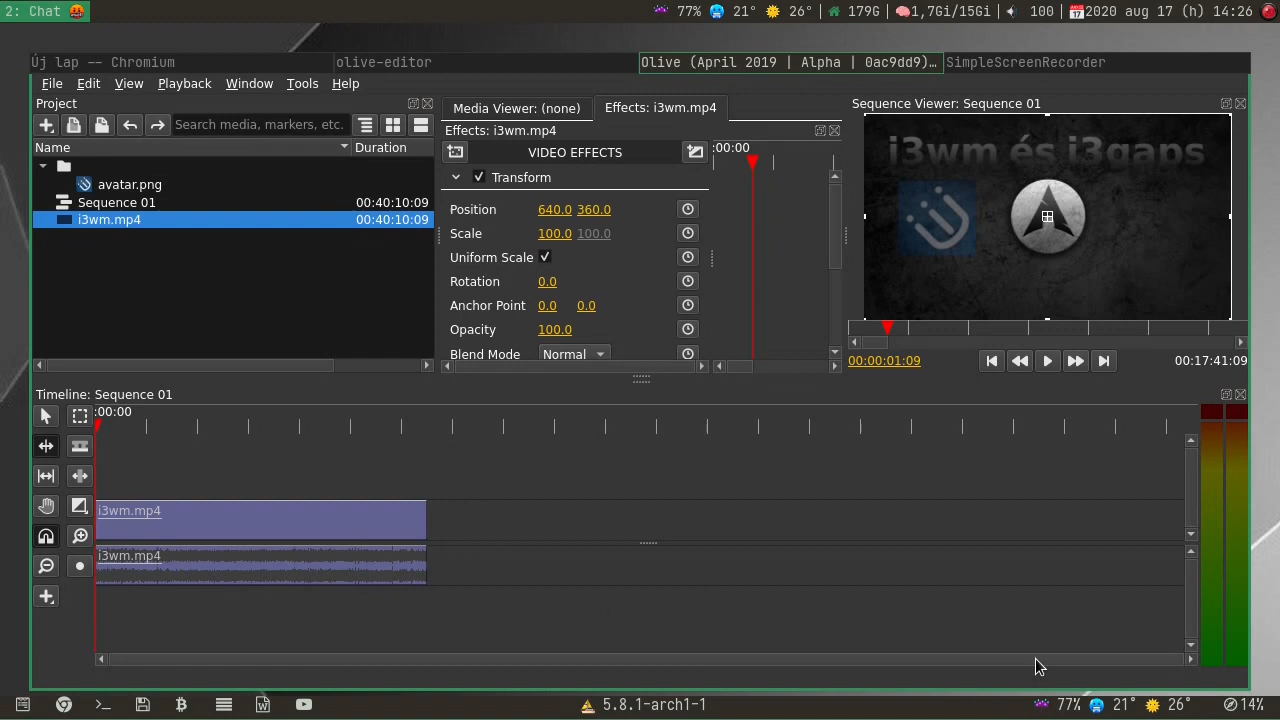 2: Chat 77% 21° 26° 179G 1,7Gi/15Gi 100 2020 aug 17 (h) 14:26
Új lap -- Chromium olive-editor Olive (April 2019 | Alpha | 0ac9dd9)… SimpleScreenRecorder
File Edit View Playback Window Tools Help
Project
Search media, markers, etc.
Name Duration
avatar.png
Sequence 01 00:40:10:09
i3wm.mp4 00:40:10:09
Media Viewer: (none) Effects: i3wm.mp4
Effects: i3wm.mp4
VIDEO EFFECTS :00:00
Transform
Position 640.0 360.0
Scale 100.0 100.0
Uniform Scale
Rotation 0.0
Anchor Point 0.0 0.0
Opacity 100.0
Blend Mode Normal
Sequence Viewer: Sequence 01
i3wm és i3gaps
00:00:01:09 00:17:41:09
Timeline: Sequence 01
:00:00
i3wm.mp4
i3wm.mp4
5.8.1-arch1-1 77% 21° 26° 14%